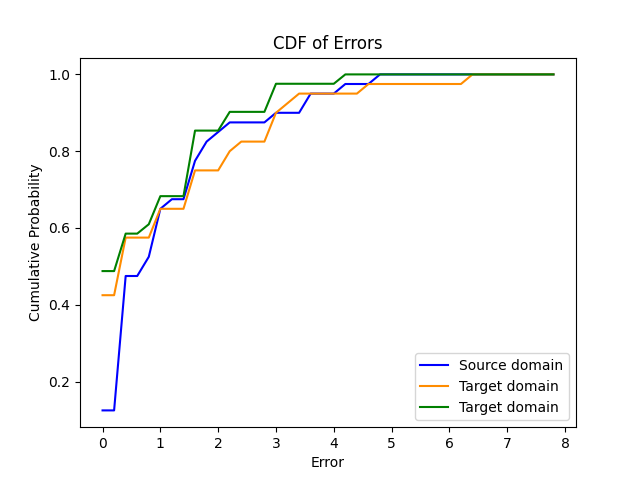 CDF of Errors
Cumulative Probability
1.0
0.8
0.6
0.4
0.2
Source domain
Target domain
Target domain
0 1 2 3 4 5 6 7 8
Error